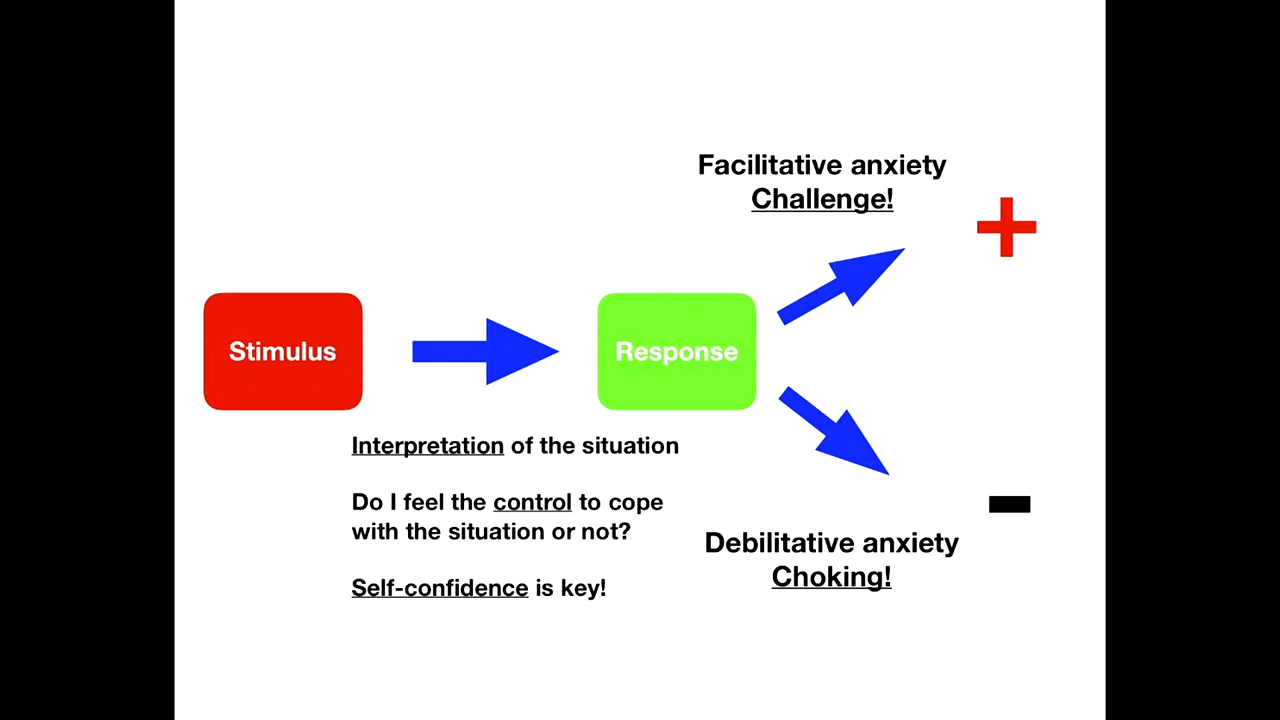 Facilitative anxiety
Challenge!
Stimulus
Response
Interpretation of the situation
Do I feel the control to cope
with the situation or not?
Self-confidence is key!
Debilitative anxiety
Choking!